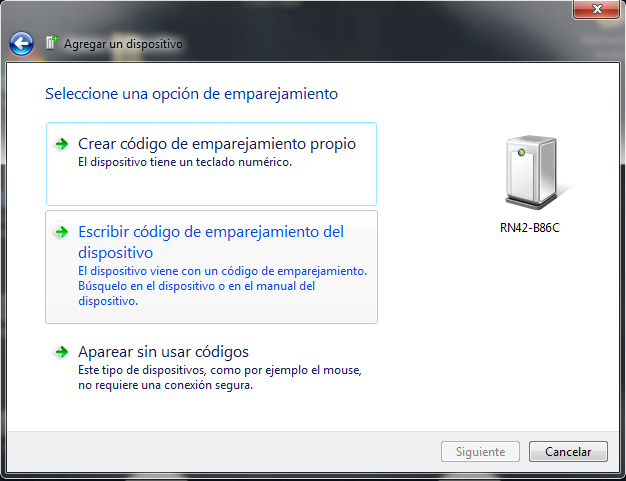 Agregar un dispositivo
Seleccione una opción de emparejamiento
Crear código de emparejamiento propio
El dispositivo tiene un teclado numérico.
RN42-B86C
Escribir código de emparejamiento del
dispositivo
El dispositivo viene con un código de emparejamiento.
Búsquelo en el dispositivo o en el manual del
dispositivo.
Aparear sin usar códigos
Este tipo de dispositivos, como por ejemplo el mouse,
no requiere una conexión segura.
Siguiente
Cancelar